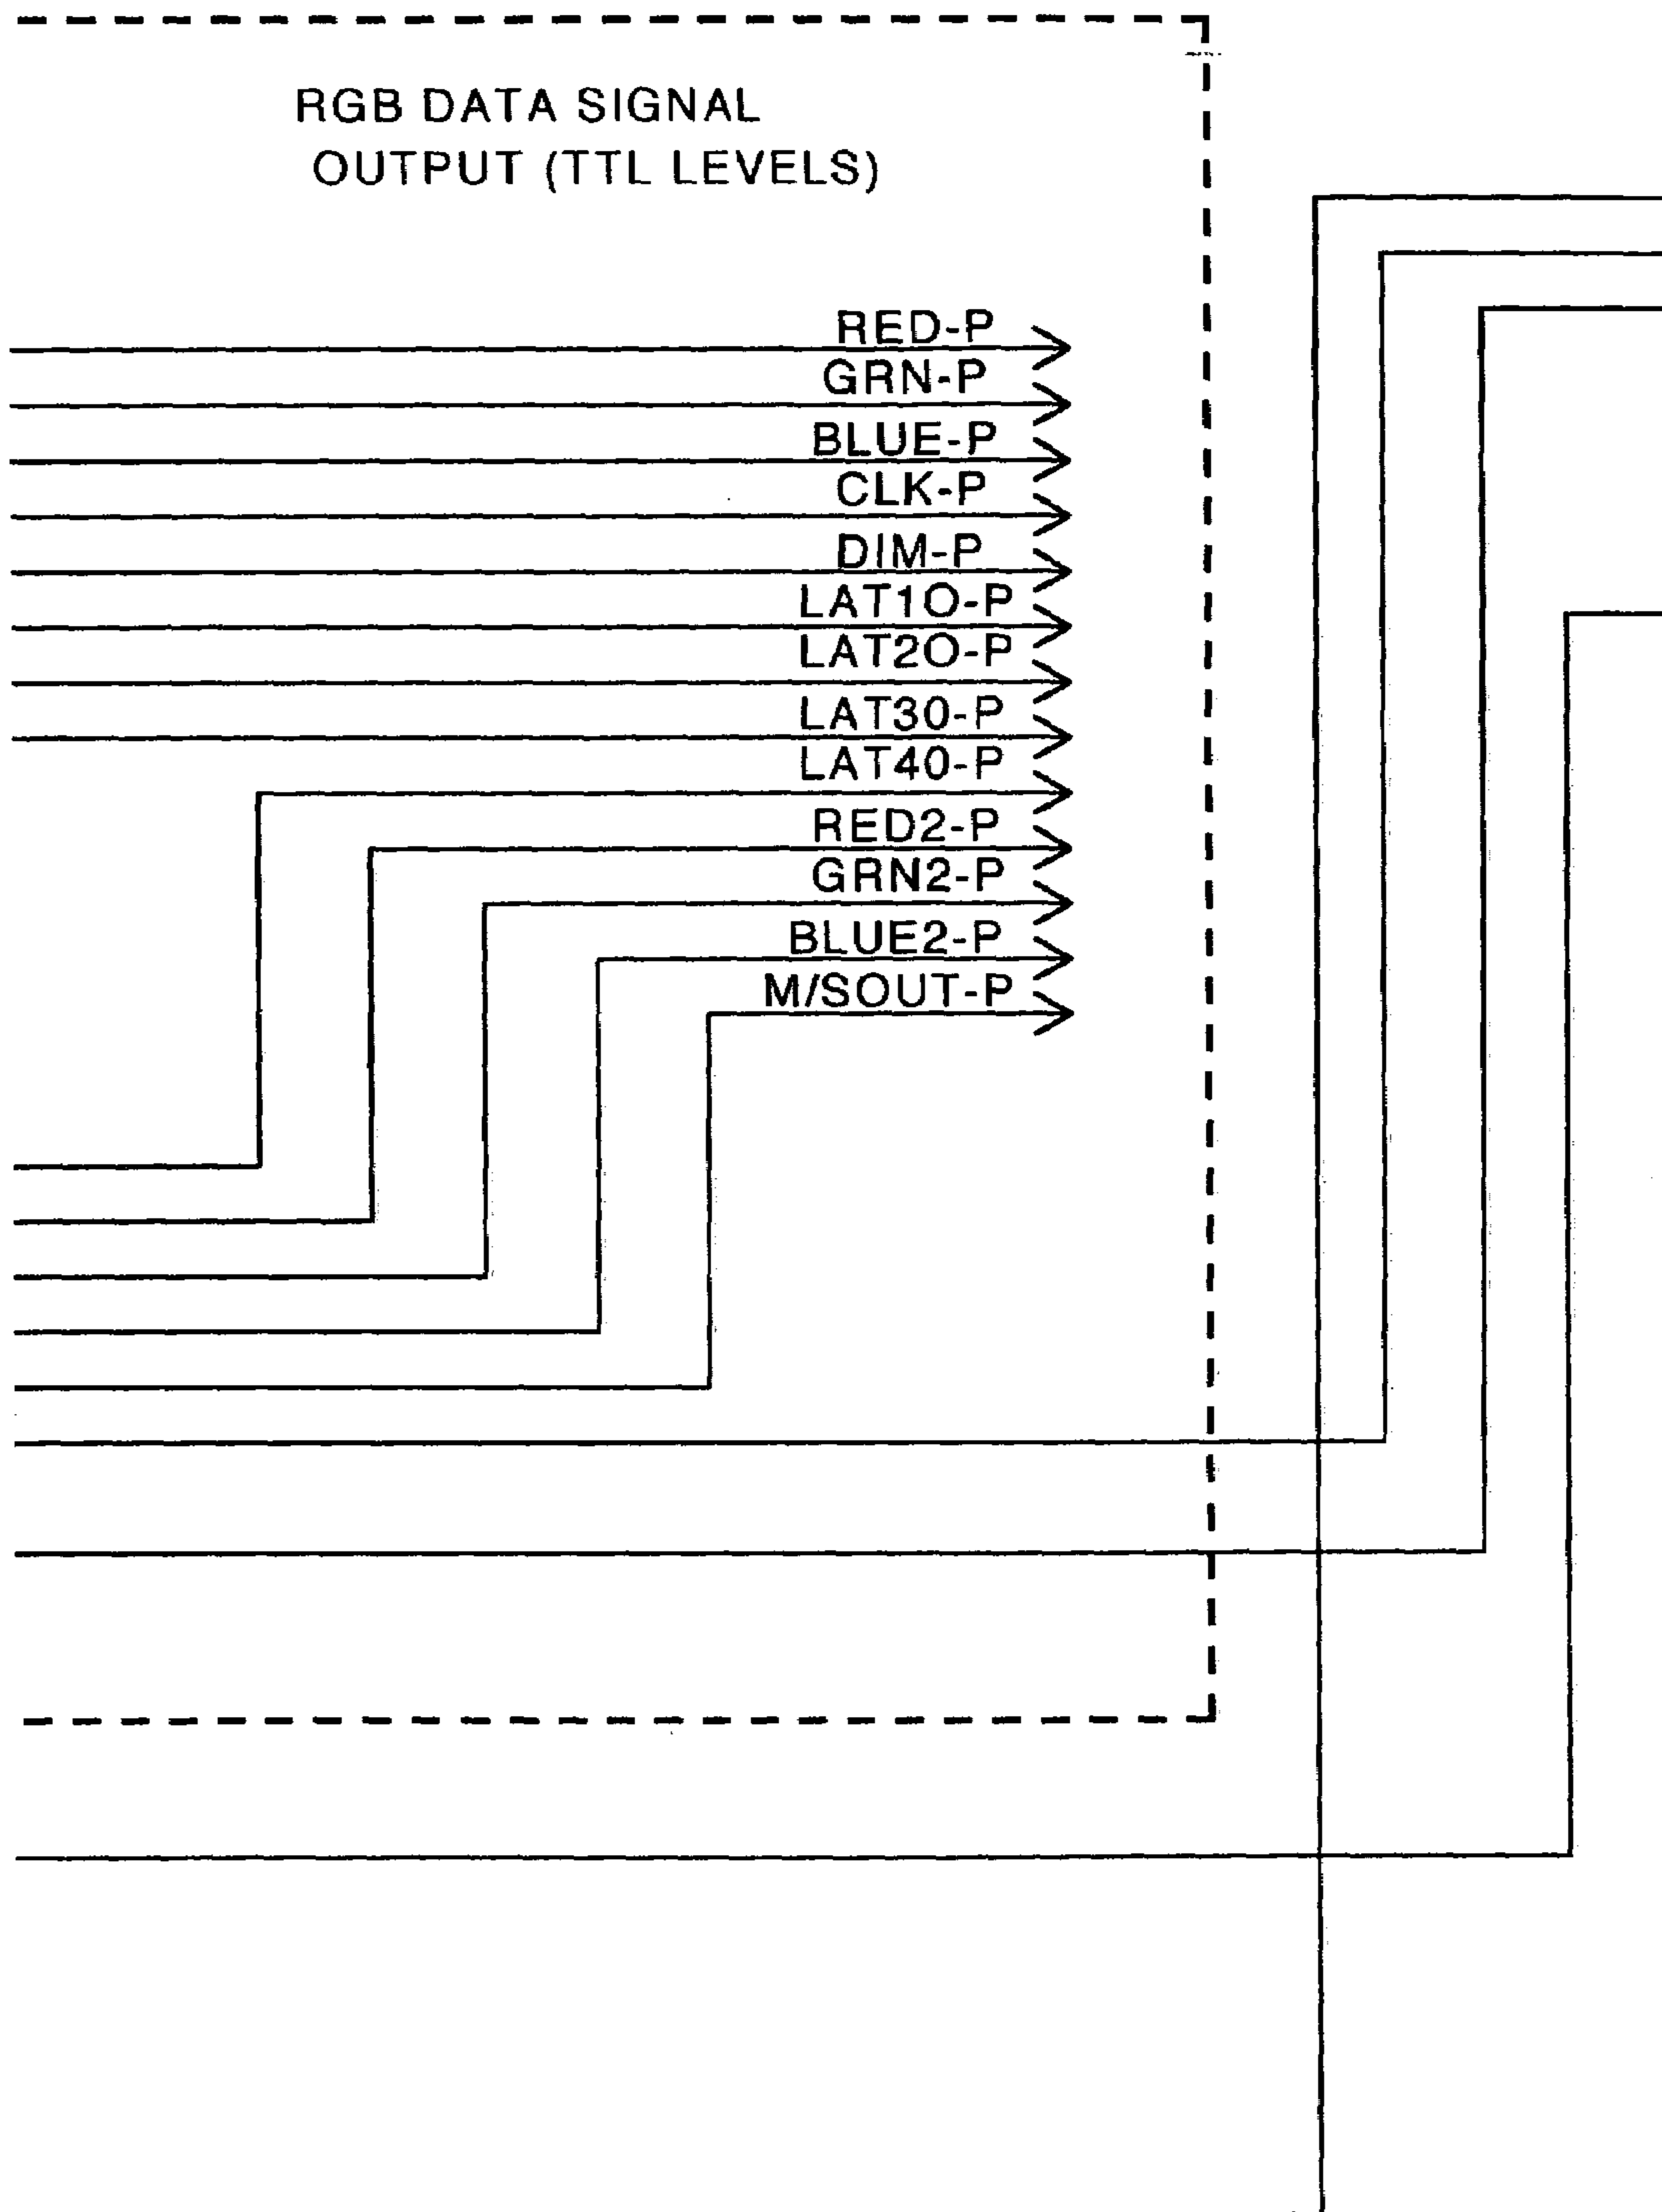 RGB DATA SIGNAL
OUTPUT (TTL LEVELS)
RED-P
GRN-P
BLUE-P
CLK-P
DIM-P
LAT1O-P
LAT2O-P
LAT30-P
LAT40-P
RED2-P
GRN2-P
BLUE2-P
M/SOUT-P